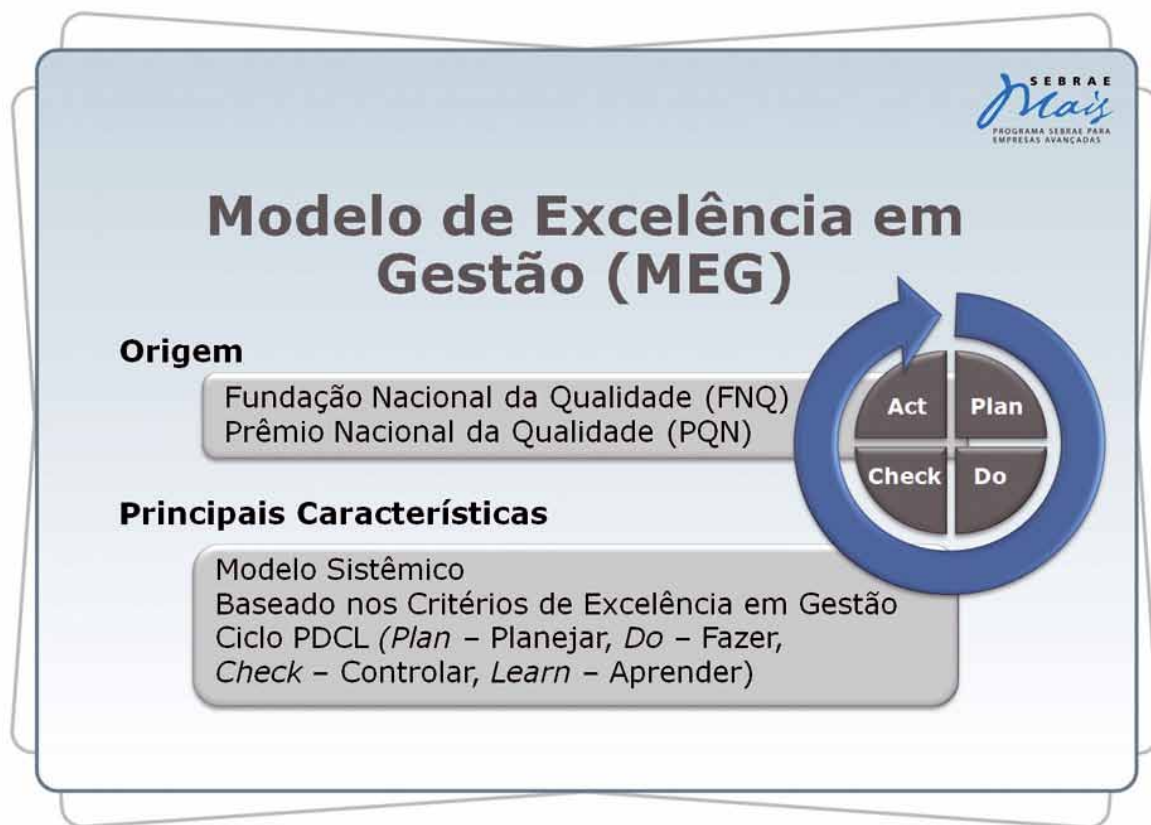 SEBRAE
Mais
PROGRAMA SEBRAE PARA
EMPRESAS AVANÇADAS
Modelo de Excelência em
Gestão (MEG)
Origem
Fundação Nacional da Qualidade (FNQ)
Prêmio Nacional da Qualidade (PQN)
Act
Plan
Check
Do
Principais Características
Modelo Sistêmico
Baseado nos Critérios de Excelência em Gestão
Ciclo PDCL (Plan – Planejar, Do – Fazer,
Check – Controlar, Learn – Aprender)